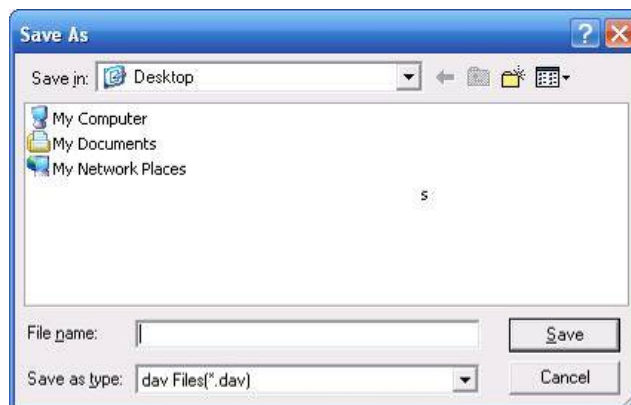 Save As
Save in: Desktop
My Computer
My Documents
My Network Places
s
File name:
Save
Save as type: dav Files(*.dav)
Cancel